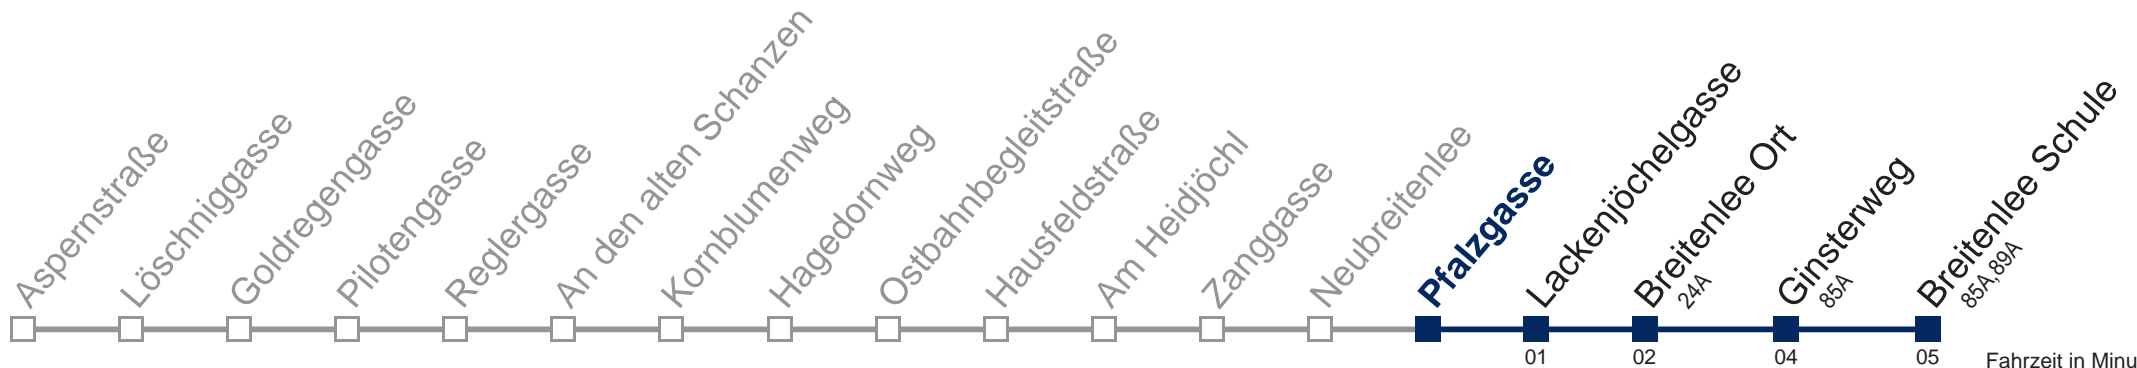 Aspernstraße
Löschniggasse
Goldregengasse
Pilotengasse
Reglergasse
An den alten Schanzen
Kornblumenweg
Hagedornweg
Ostbahnbegleitstraße
Hausfeldstraße
Am Heidjöchl
Zanggasse
Neubreitenlee
Pfalzgasse
Lackenjöchelgasse
Breitenlee Ort
24A
Ginsterweg
85A
Breitenlee Schule
85A,89A
01 02 04 05 Fahrzeit in Minu